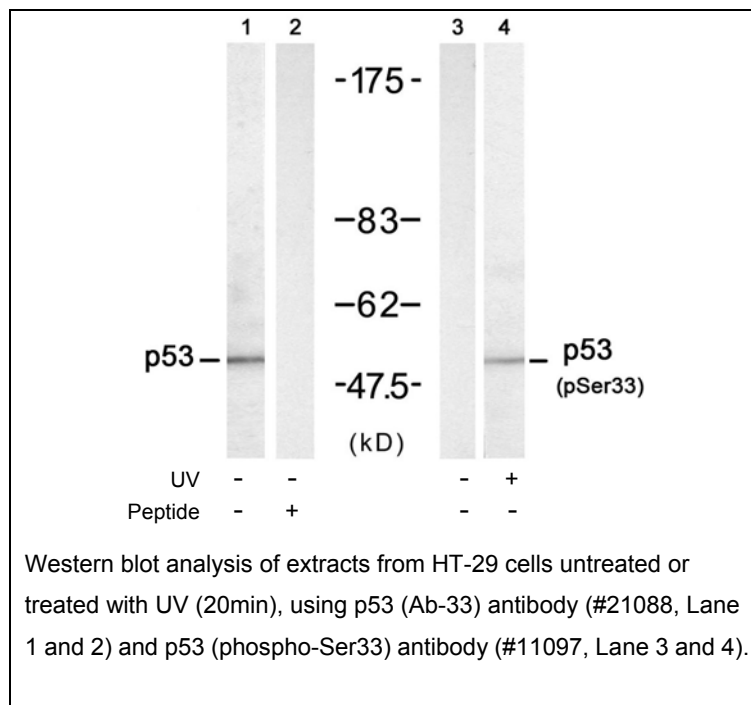 1 2 3 4
-175-
-83-
-62-
p53 – – p53
-47.5- (pSer33)
(kD)
UV - - - +
Peptide - + - -
Western blot analysis of extracts from HT-29 cells untreated or
treated with UV (20min), using p53 (Ab-33) antibody (#21088, Lane
1 and 2) and p53 (phospho-Ser33) antibody (#11097, Lane 3 and 4).